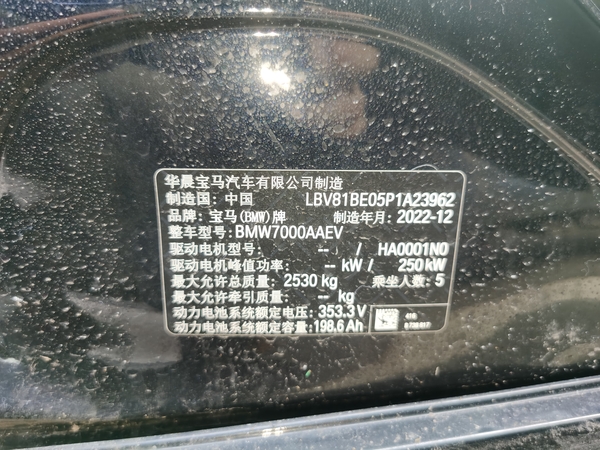 华晨宝马汽车有限公司制造
制造国: 中国 LBV81BE05P1A23962
品牌: 宝马(BMW)牌 制造年月: 2022-12
整车型号: BMW7000AAEV
驱动电机型号: -- / HA0001N0
驱动电机峰值功率: -- kW / 250kW
最大允许总质量: 2530 kg 乘坐人数: 5
最大允许牵引质量: -- kg
动力电池系统额定电压: 353.3 V
动力电池系统额定容量: 198.6 Ah